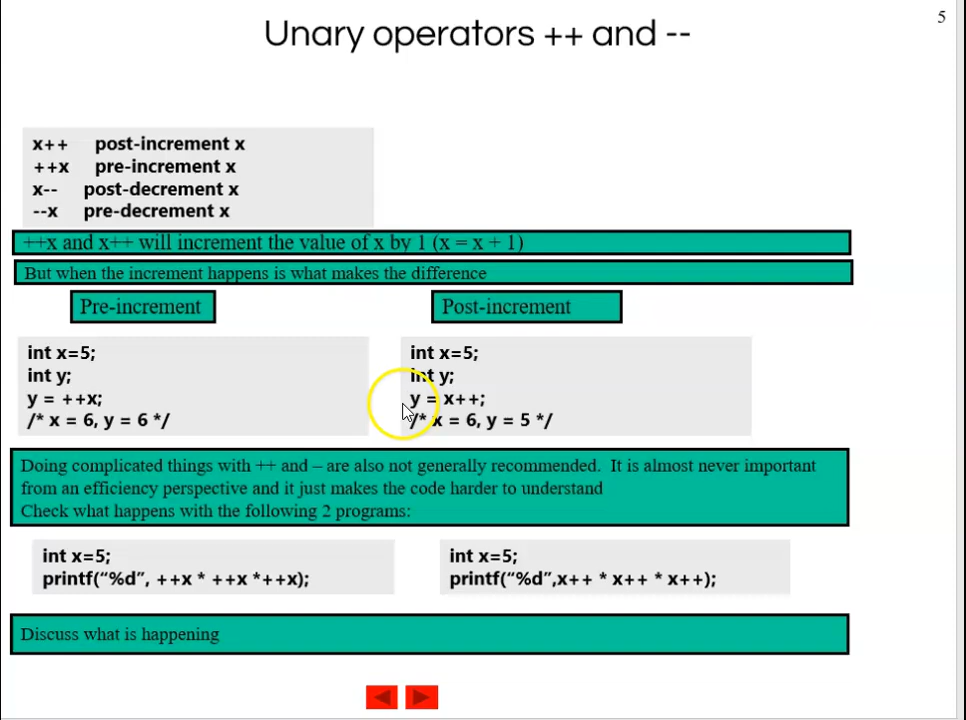 5
Unary operators ++ and --
x++ post-increment x
++x pre-increment x
x-- post-decrement x
--x pre-decrement x
++x and x++ will increment the value of x by 1 (x = x + 1)
But when the increment happens is what makes the difference
Pre-increment
Post-increment
int x=5;
int y;
y = ++x;
/* x = 6, y = 6 */
int x=5;
int y;
y = x++;
/* x = 6, y = 5 */
Doing complicated things with ++ and – are also not generally recommended. It is almost never important
from an efficiency perspective and it just makes the code harder to understand
Check what happens with the following 2 programs:
int x=5;
printf(“%d”, ++x * ++x *++x);
int x=5;
printf(“%d”,x++ * x++ * x++);
Discuss what is happening